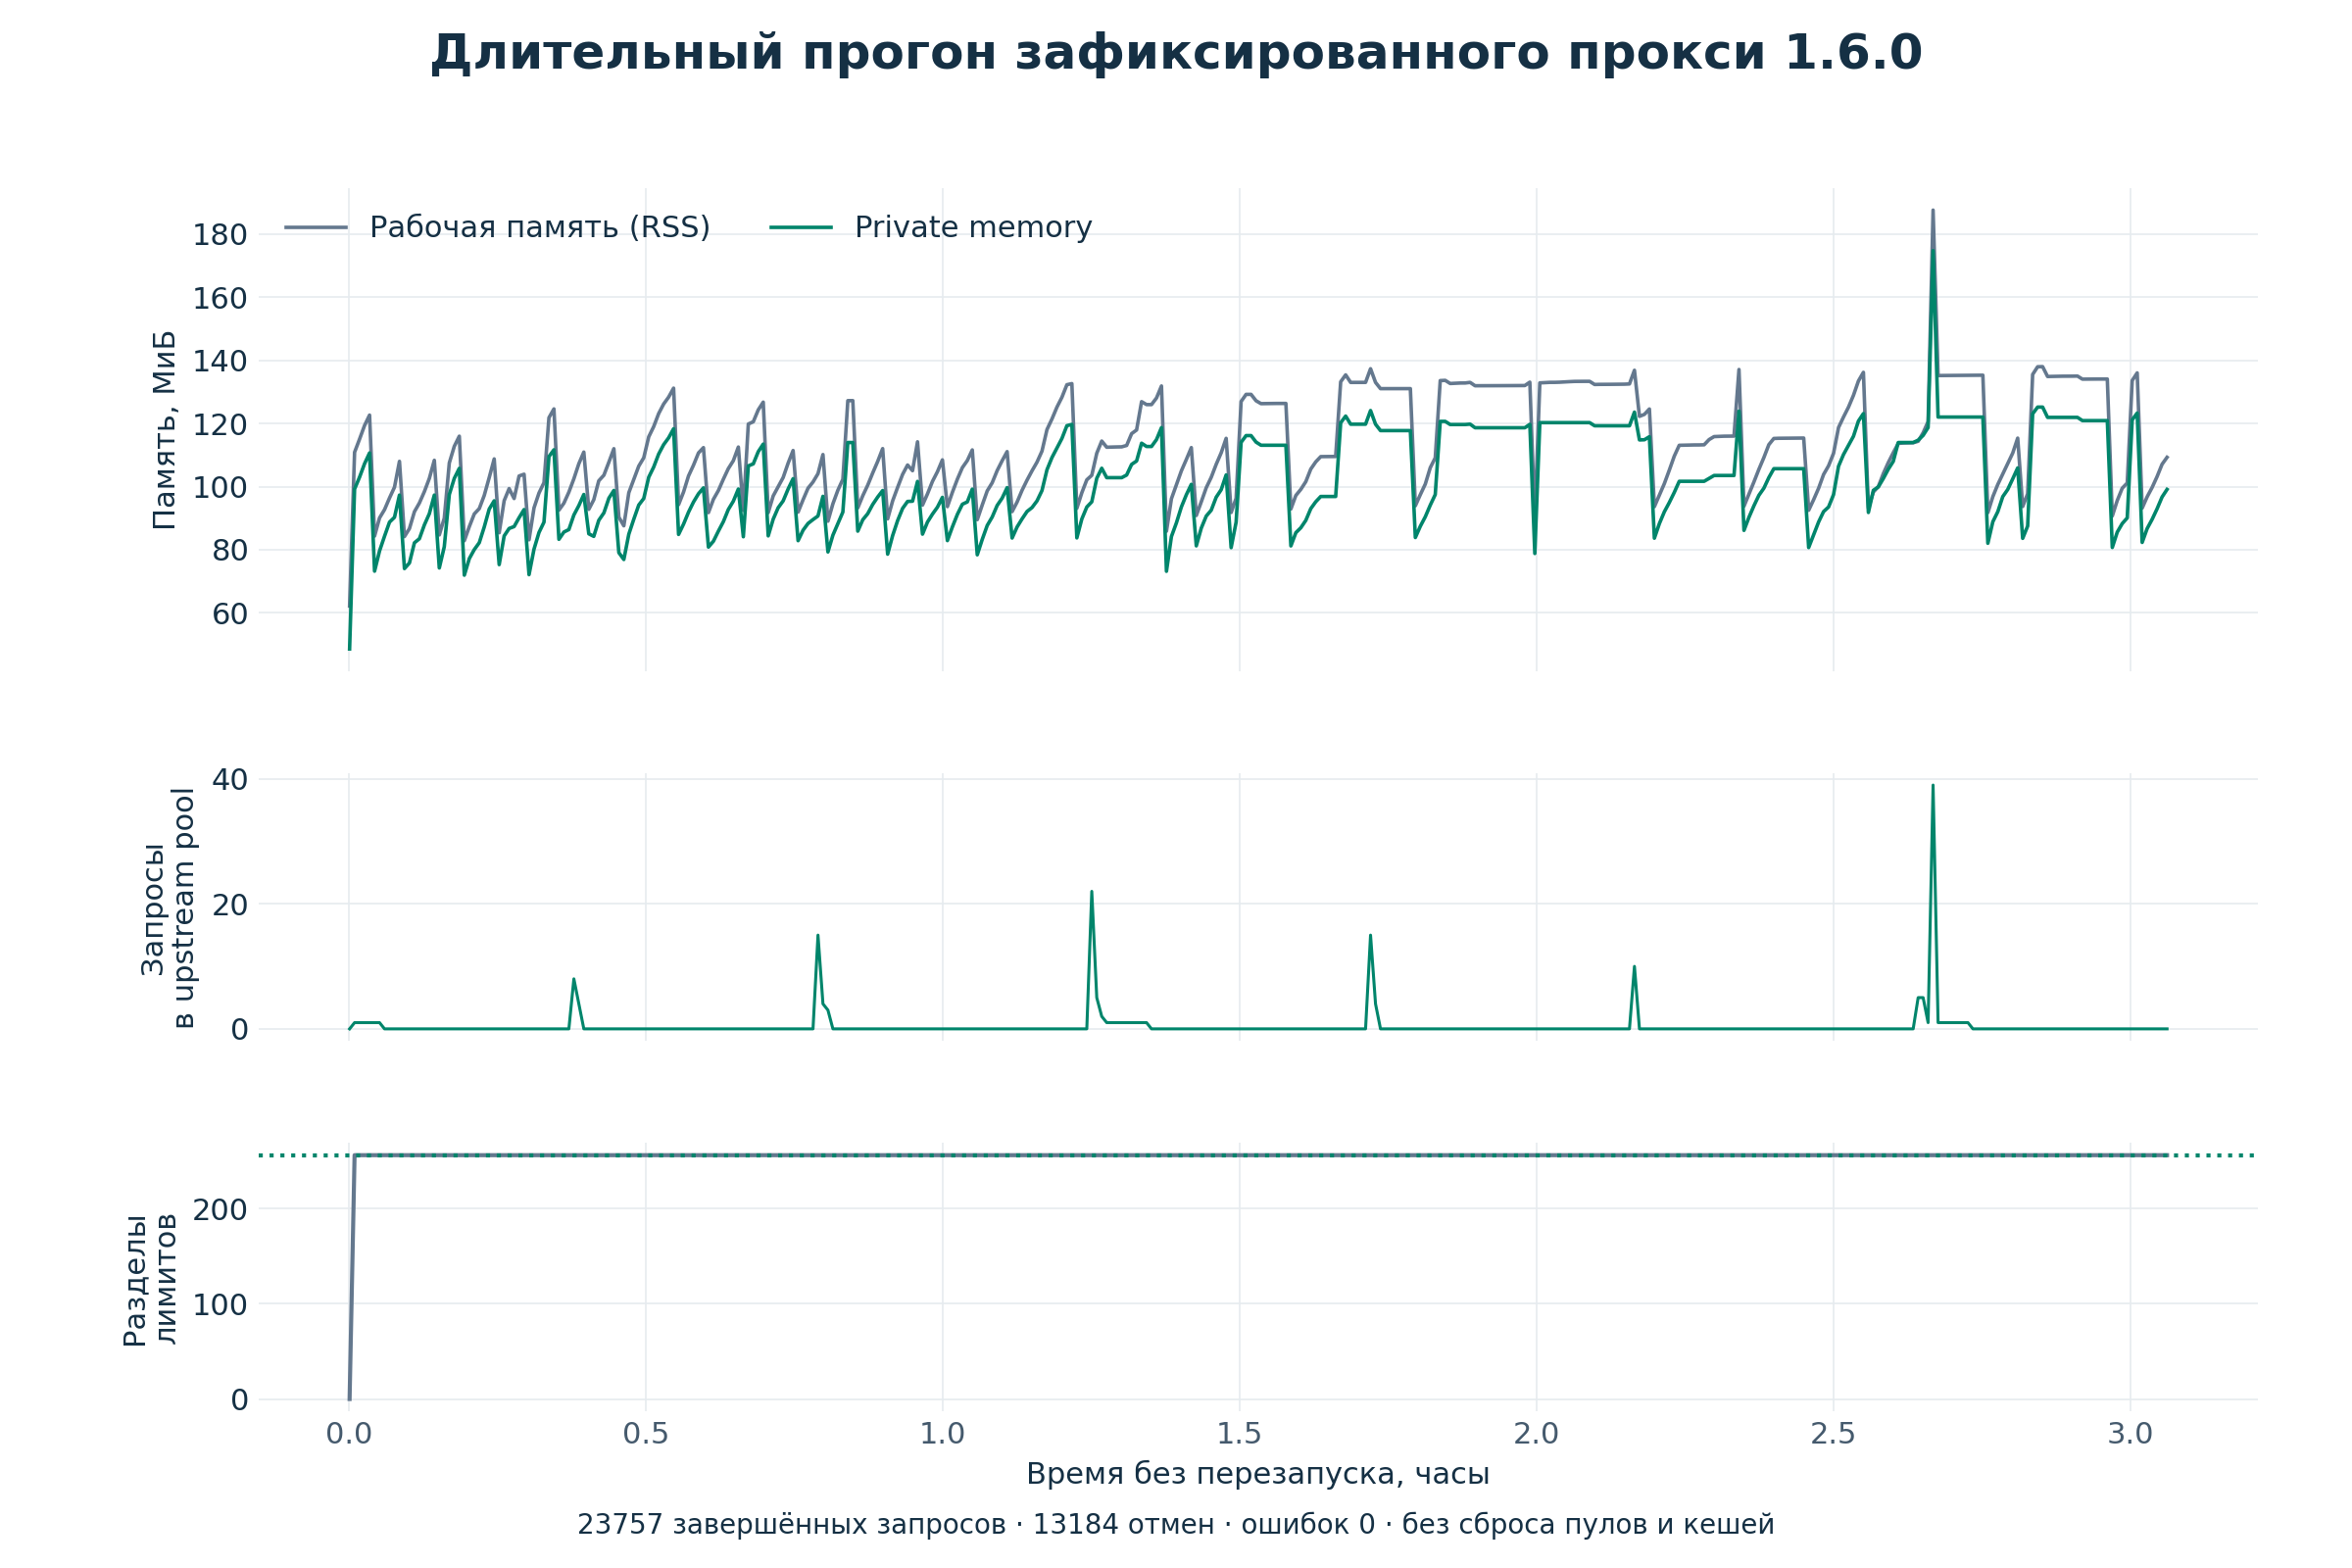 Длительный прогон зафиксированного прокси 1.6.0
Рабочая память (RSS)
Private memory
Память, МиБ
180
160
140
120
100
80
60
Запросы
в upstream pool
40
20
0
Разделы
лимитов
200
100
0
0.0 0.5 1.0 1.5 2.0 2.5 3.0
Время без перезапуска, часы
23757 завершённых запросов · 13184 отмен · ошибок 0 · без сброса пулов и кешей